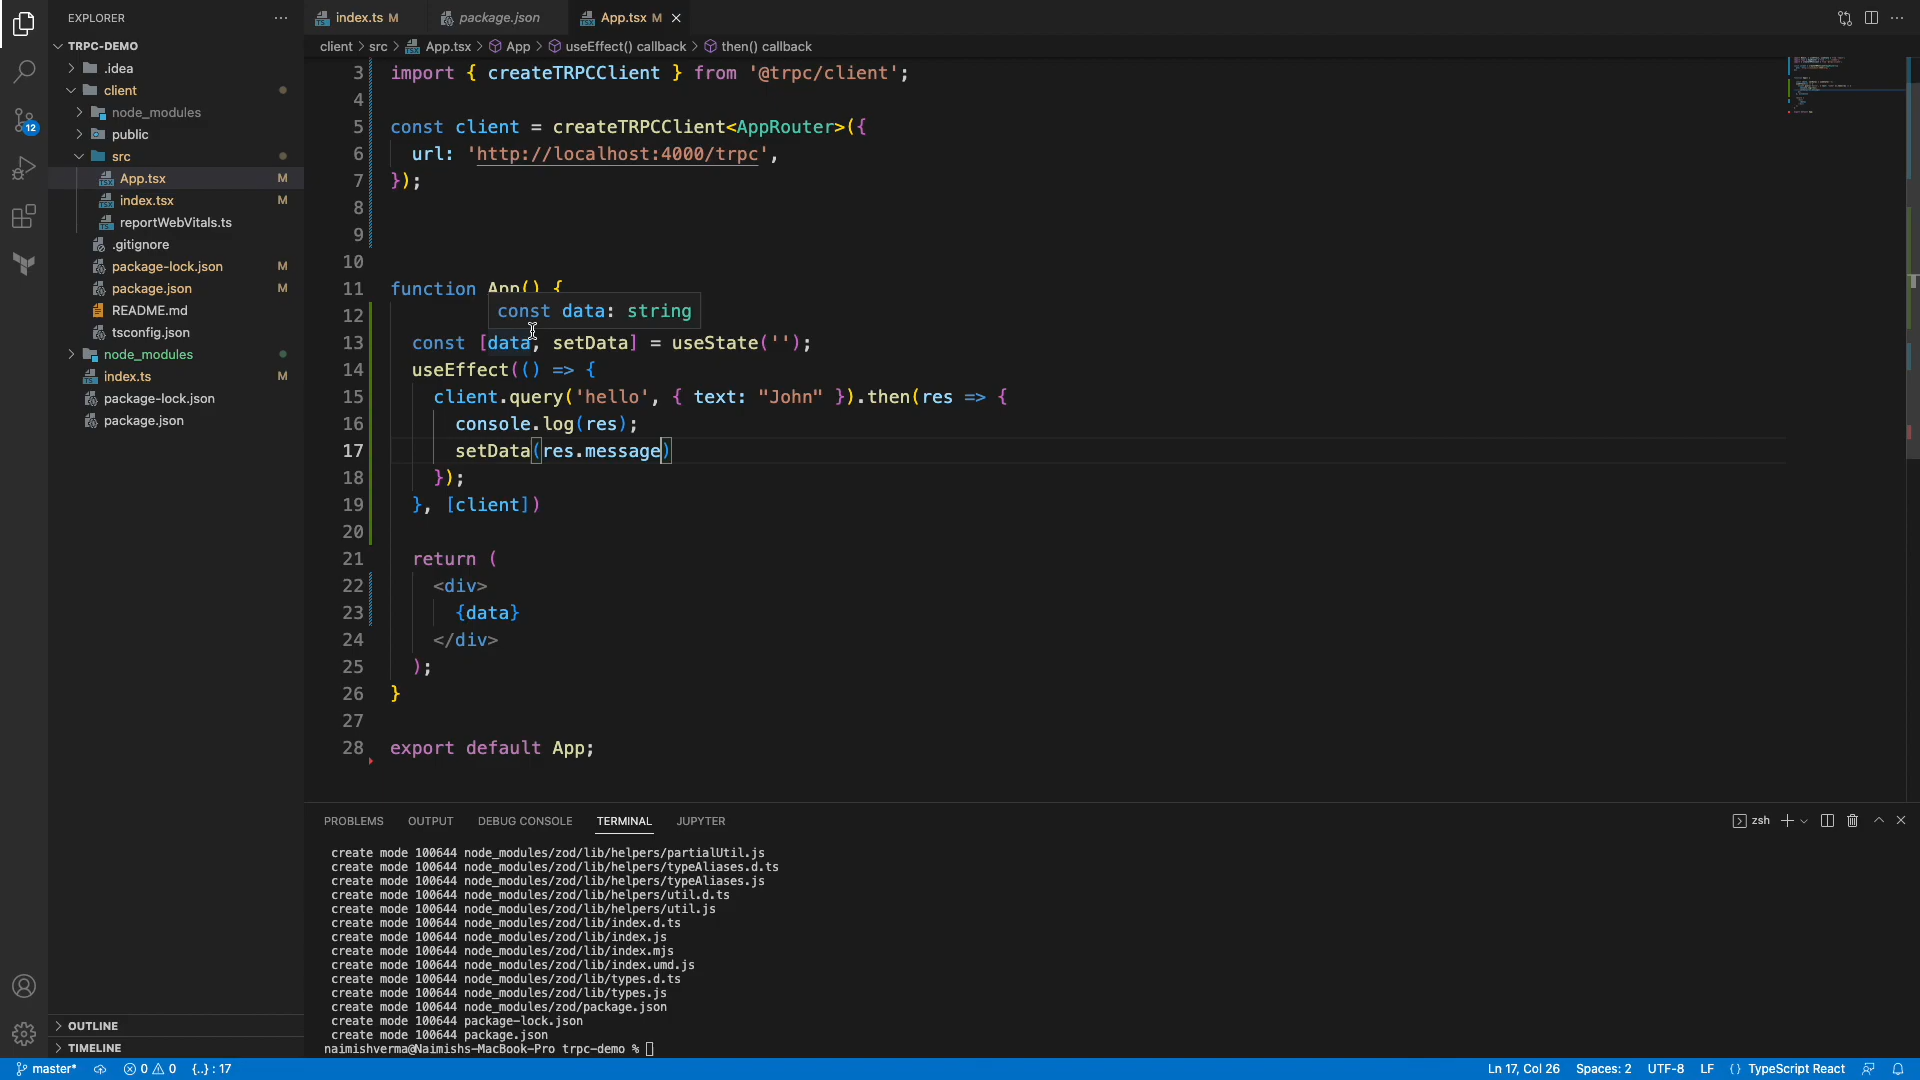 EXPLORER
index.ts M
package.json
App.tsx M
TRPC-DEMO
client > src > App.tsx > App > useEffect() callback > then() callback
.idea
client
node_modules
public
src
App.tsx M
index.tsx M
reportWebVitals.ts
.gitignore
package-lock.json M
package.json M
README.md
tsconfig.json
node_modules
index.ts M
package-lock.json
package.json
12
3 import { createTRPCClient } from '@trpc/client';
4
5 const client = createTRPCClient<AppRouter>({
6 url: 'http://localhost:4000/trpc',
7 });
8
9
10
11 function App() {
const data: string
12
13 const [data, setData] = useState('');
14 useEffect(() => {
15 client.query('hello', { text: "John" }).then(res => {
16 console.log(res);
17 setData(res.message)
18 });
19 }, [client])
20
21 return (
22 <div>
23 {data}
24 </div>
25 );
26 }
27
28 export default App;
PROBLEMS OUTPUT DEBUG CONSOLE TERMINAL JUPYTER
zsh
create mode 100644 node_modules/zod/lib/helpers/partialUtil.js
create mode 100644 node_modules/zod/lib/helpers/typeAliases.d.ts
create mode 100644 node_modules/zod/lib/helpers/typeAliases.js
create mode 100644 node_modules/zod/lib/helpers/util.d.ts
create mode 100644 node_modules/zod/lib/helpers/util.js
create mode 100644 node_modules/zod/lib/index.d.ts
create mode 100644 node_modules/zod/lib/index.js
create mode 100644 node_modules/zod/lib/index.mjs
create mode 100644 node_modules/zod/lib/index.umd.js
create mode 100644 node_modules/zod/lib/types.d.ts
create mode 100644 node_modules/zod/lib/types.js
create mode 100644 node_modules/zod/package.json
create mode 100644 package-lock.json
create mode 100644 package.json
naimishverma@Naimishs-MacBook-Pro trpc-demo %
OUTLINE
TIMELINE
master* 0 0 {..} : 17
Ln 17, Col 26 Spaces: 2 UTF-8 LF {} TypeScript React